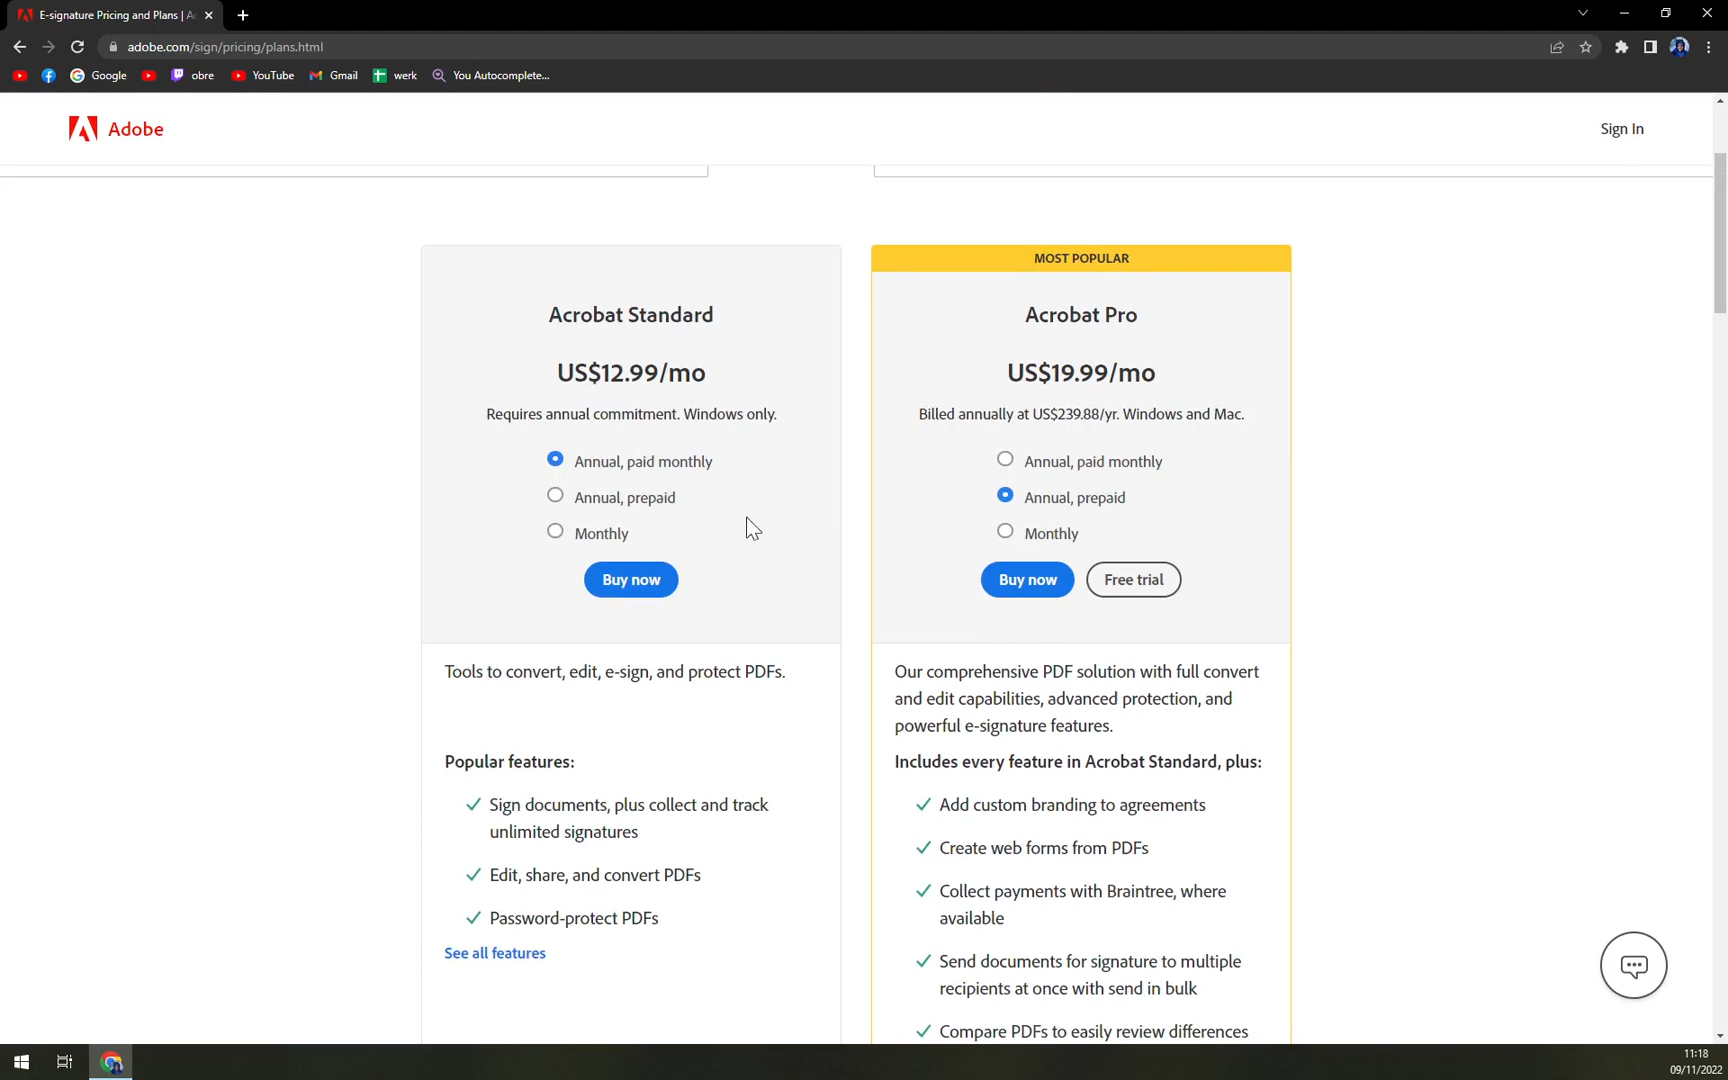 E-signature Pricing and Plans | A
adobe.com/sign/pricing/plans.html
Google
obre
YouTube
Gmail
werk
You Autocomplete...
Adobe
Sign In
Acrobat Standard
US$12.99/mo
Requires annual commitment. Windows only.
Annual, paid monthly
Annual, prepaid
Monthly
Buy now
Tools to convert, edit, e-sign, and protect PDFs.
Popular features:
Sign documents, plus collect and track
unlimited signatures
Edit, share, and convert PDFs
Password-protect PDFs
See all features
MOST POPULAR
Acrobat Pro
US$19.99/mo
Billed annually at US$239.88/yr. Windows and Mac.
Annual, paid monthly
Annual, prepaid
Monthly
Buy now
Free trial
Our comprehensive PDF solution with full convert
and edit capabilities, advanced protection, and
powerful e-signature features.
Includes every feature in Acrobat Standard, plus:
Add custom branding to agreements
Create web forms from PDFs
Collect payments with Braintree, where
available
Send documents for signature to multiple
recipients at once with send in bulk
Compare PDFs to easily review differences
11:18
09/11/2022